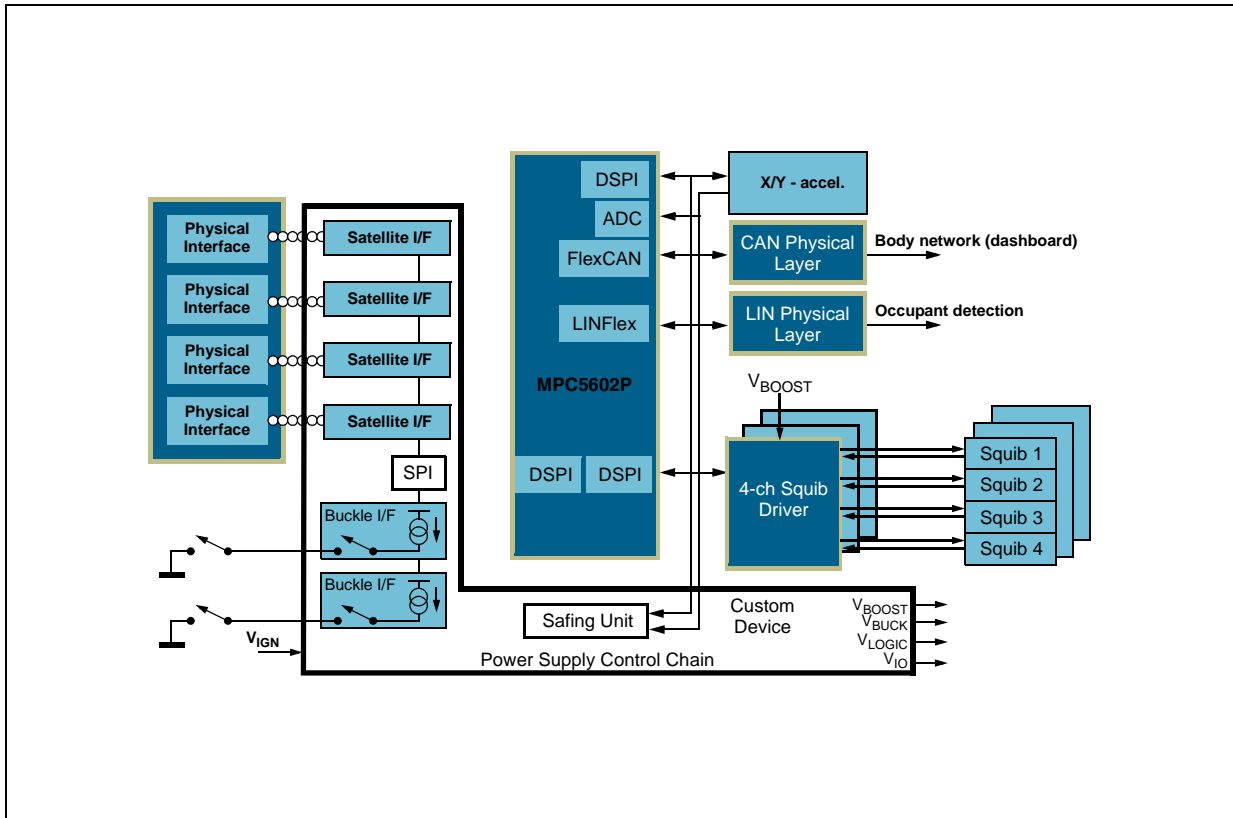 Physical
Interface
Physical
Interface
Physical
Interface
Physical
Interface
Satellite I/F
Satellite I/F
Satellite I/F
Satellite I/F
SPI
Buckle I/F
Buckle I/F
VIGN
DSPI
ADC
FlexCAN
LINFlex
MPC5602P
DSPI DSPI
X/Y - accel.
CAN Physical
Layer
Body network (dashboard)
LIN Physical
Layer
Occupant detection
VBOOST
4-ch Squib
Driver
Squib 1
Squib 2
Squib 3
Squib 4
Safing Unit
Custom
Device
Power Supply Control Chain
VBOOST
VBUCK
VLOGIC
VIO